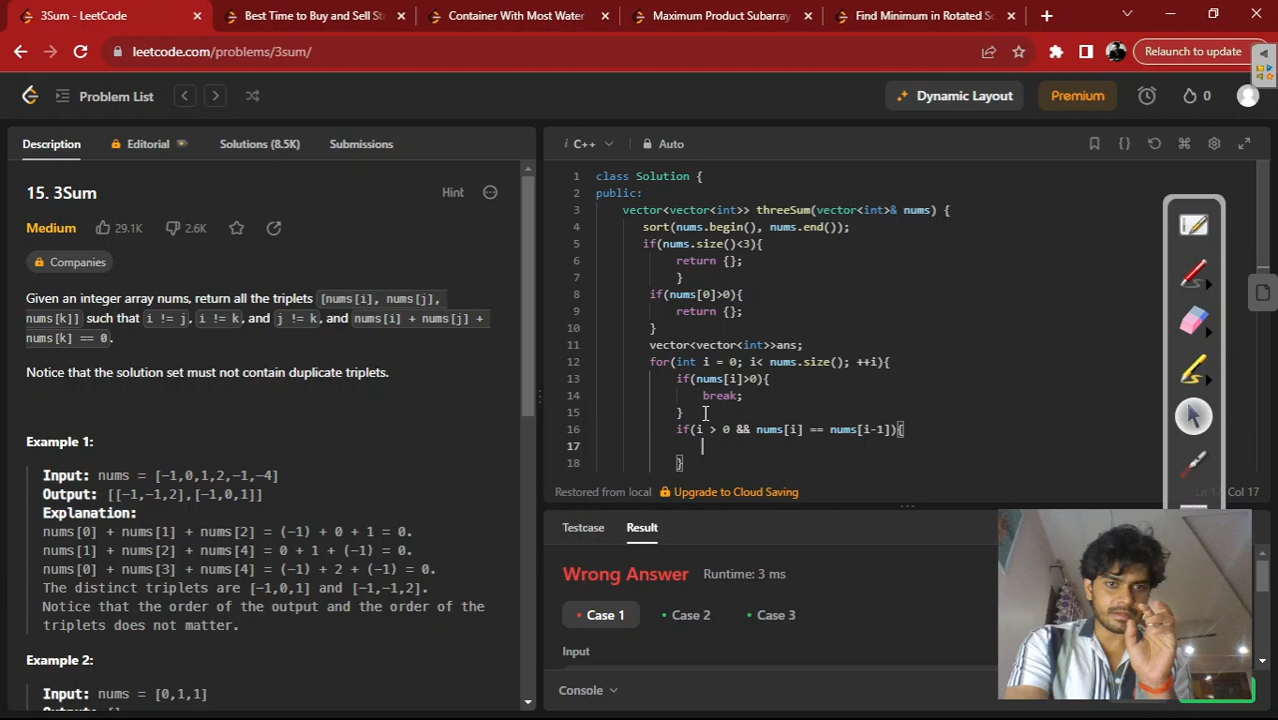 3Sum - LeetCode
Best Time to Buy and Sell St
Container With Most Water
Maximum Product Subarray
Find Minimum in Rotated So
leetcode.com/problems/3sum/
Relaunch to update
Problem List
Dynamic Layout
Premium
0
Description
Editorial
Solutions (8.5K)
Submissions
i C++
Auto
15. 3Sum
Hint
Medium
29.1K
2.6K
Companies
Given an integer array nums, return all the triplets [nums[i], nums[j],
nums[k]] such that i != j, i != k, and j != k, and nums[i] + nums[j] +
nums[k] == 0.
Notice that the solution set must not contain duplicate triplets.
Example 1:
Input: nums = [-1,0,1,2,-1,-4]
Output: [[-1,-1,2],[-1,0,1]]
Explanation:
nums[0] + nums[1] + nums[2] = (-1) + 0 + 1 = 0.
nums[1] + nums[2] + nums[4] = 0 + 1 + (-1) = 0.
nums[0] + nums[3] + nums[4] = (-1) + 2 + (-1) = 0.
The distinct triplets are [-1,0,1] and [-1,-1,2].
Notice that the order of the output and the order of the
triplets does not matter.
Example 2:
Input: nums = [0,1,1]
1 class Solution {
2 public:
3 vector<vector<int>> threeSum(vector<int>& nums) {
4 sort(nums.begin(), nums.end());
5 if(nums.size()<3){
6 return {};
7 }
8 if(nums[0]>0){
9 return {};
10 }
11 vector<vector<int>>ans;
12 for(int i = 0; i< nums.size(); ++i){
13 if(nums[i]>0){
14 break;
15 }
16 if(i > 0 && nums[i] == nums[i-1]){
17
18 }
Restored from local
Upgrade to Cloud Saving
Col 17
Testcase
Result
Wrong Answer
Runtime: 3 ms
Case 1
Case 2
Case 3
Input
Console